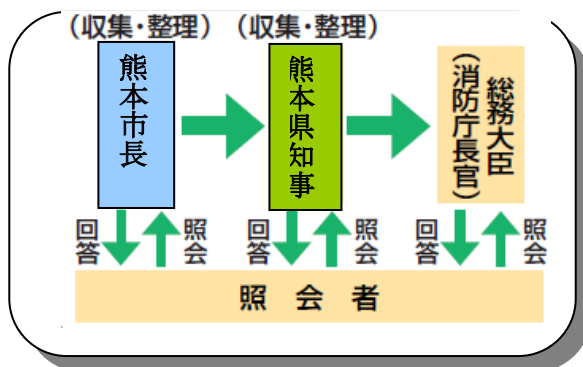 (収集・整理)
(収集・整理)
熊本市長
熊本県知事
総務大臣
(消防庁長官)
回答
照会
回答
照会
回答
照会
照会者